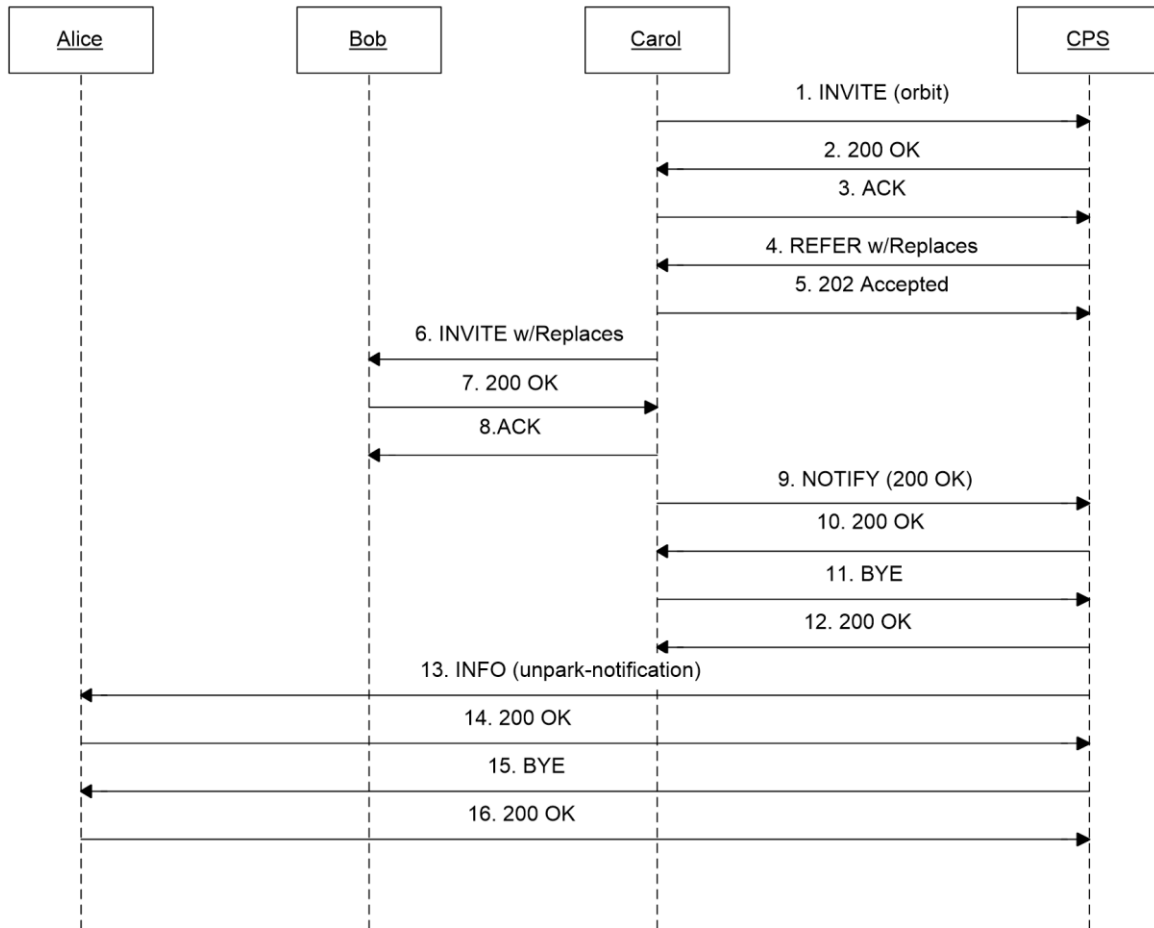 Alice
Bob
Carol
CPS
1. INVITE (orbit)
2. 200 OK
3. ACK
4. REFER w/Replaces
5. 202 Accepted
6. INVITE w/Replaces
7. 200 OK
8.ACK
9. NOTIFY (200 OK)
10. 200 OK
11. BYE
12. 200 OK
13. INFO (unpark-notification)
14. 200 OK
15. BYE
16. 200 OK